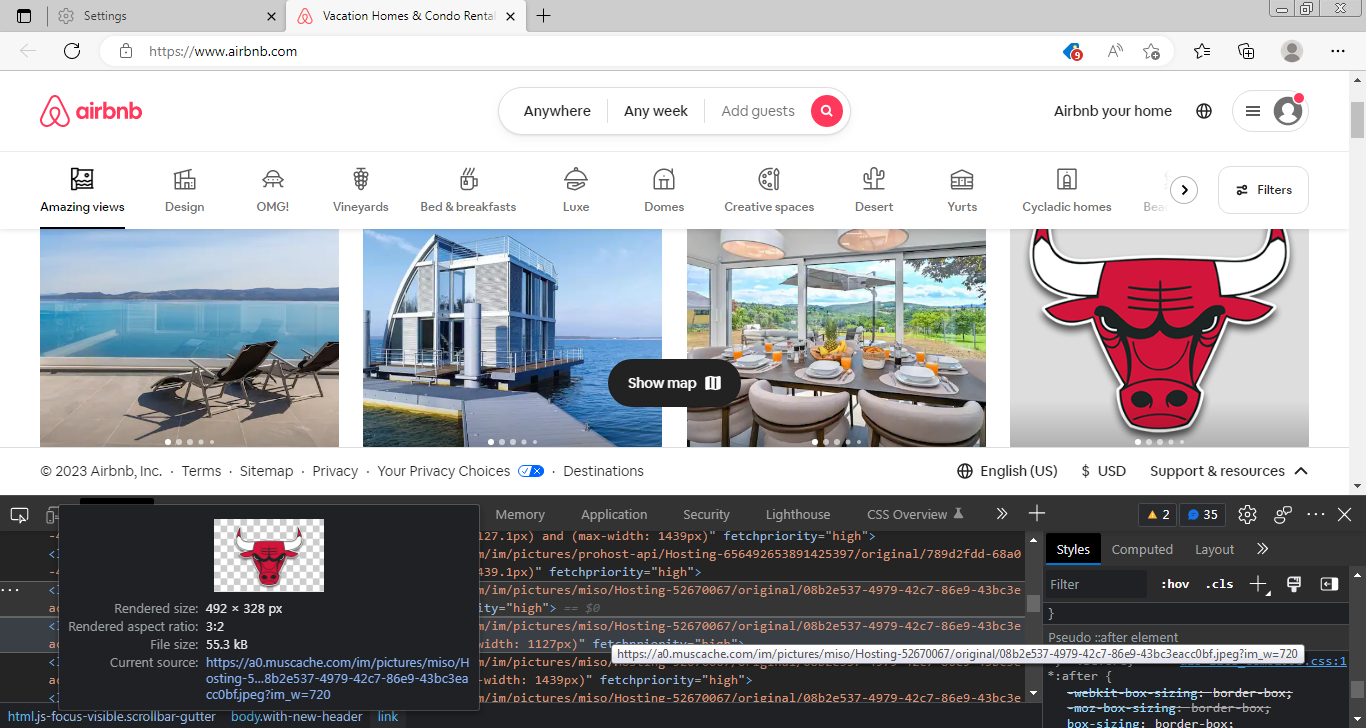 Settings
Vacation Homes & Condo Rental
https://www.airbnb.com
9
airbnb
Anywhere
Any week
Add guests
Airbnb your home
Amazing views
Design
OMG!
Vineyards
Bed & breakfasts
Luxe
Domes
Creative spaces
Desert
Yurts
Cycladic homes
Filters
Show map
© 2023 Airbnb, Inc. · Terms · Sitemap · Privacy · Your Privacy Choices · Destinations
English (US) $ USD Support & resources
Memory
Application
Security
Lighthouse
CSS Overview
2
35
127.1px) and (max-width: 1439px)" fetchpriority="high">
m/im/pictures/prohost-api/Hosting-656492653891425397/original/789d2fdd-68a0
439.1px)" fetchpriority="high">
m/im/pictures/miso/Hosting-52670067/original/08b2e537-4979-42c7-86e9-43bc3e
ity="high"> == $0
m/im/pictures/miso/Hosting-52670067/original/08b2e537-4979-42c7-86e9-43bc3e
width: 1127px)" fetchpriority="high">
m/im/pictures/miso/Hosting-52670067/original/08b2e537-4979-42c7-86e9-43bc3e
-width: 1439px)" fetchpriority="high">
m/im/pictures/miso/Hosting-52670067/original/08b2e537-4979-42c7-86e9-43bc3e
Rendered size: 492 × 328 px
Rendered aspect ratio: 3:2
File size: 55.3 kB
Current source: https://a0.muscache.com/im/pictures/miso/H
osting-5…8b2e537-4979-42c7-86e9-43bc3ea
cc0bf.jpeg?im_w=720
https://a0.muscache.com/im/pictures/miso/Hosting-52670067/original/08b2e537-4979-42c7-86e9-43bc3eacc0bf.jpeg?im_w=720
Styles
Computed
Layout
Filter
:hov
.cls
}
Pseudo ::after element
.css:1
*:after {
-webkit-box-sizing: border-box;
-moz-box-sizing: border-box;
box-sizing: border-box;
html.js-focus-visible.scrollbar-gutter
body.with-new-header
link